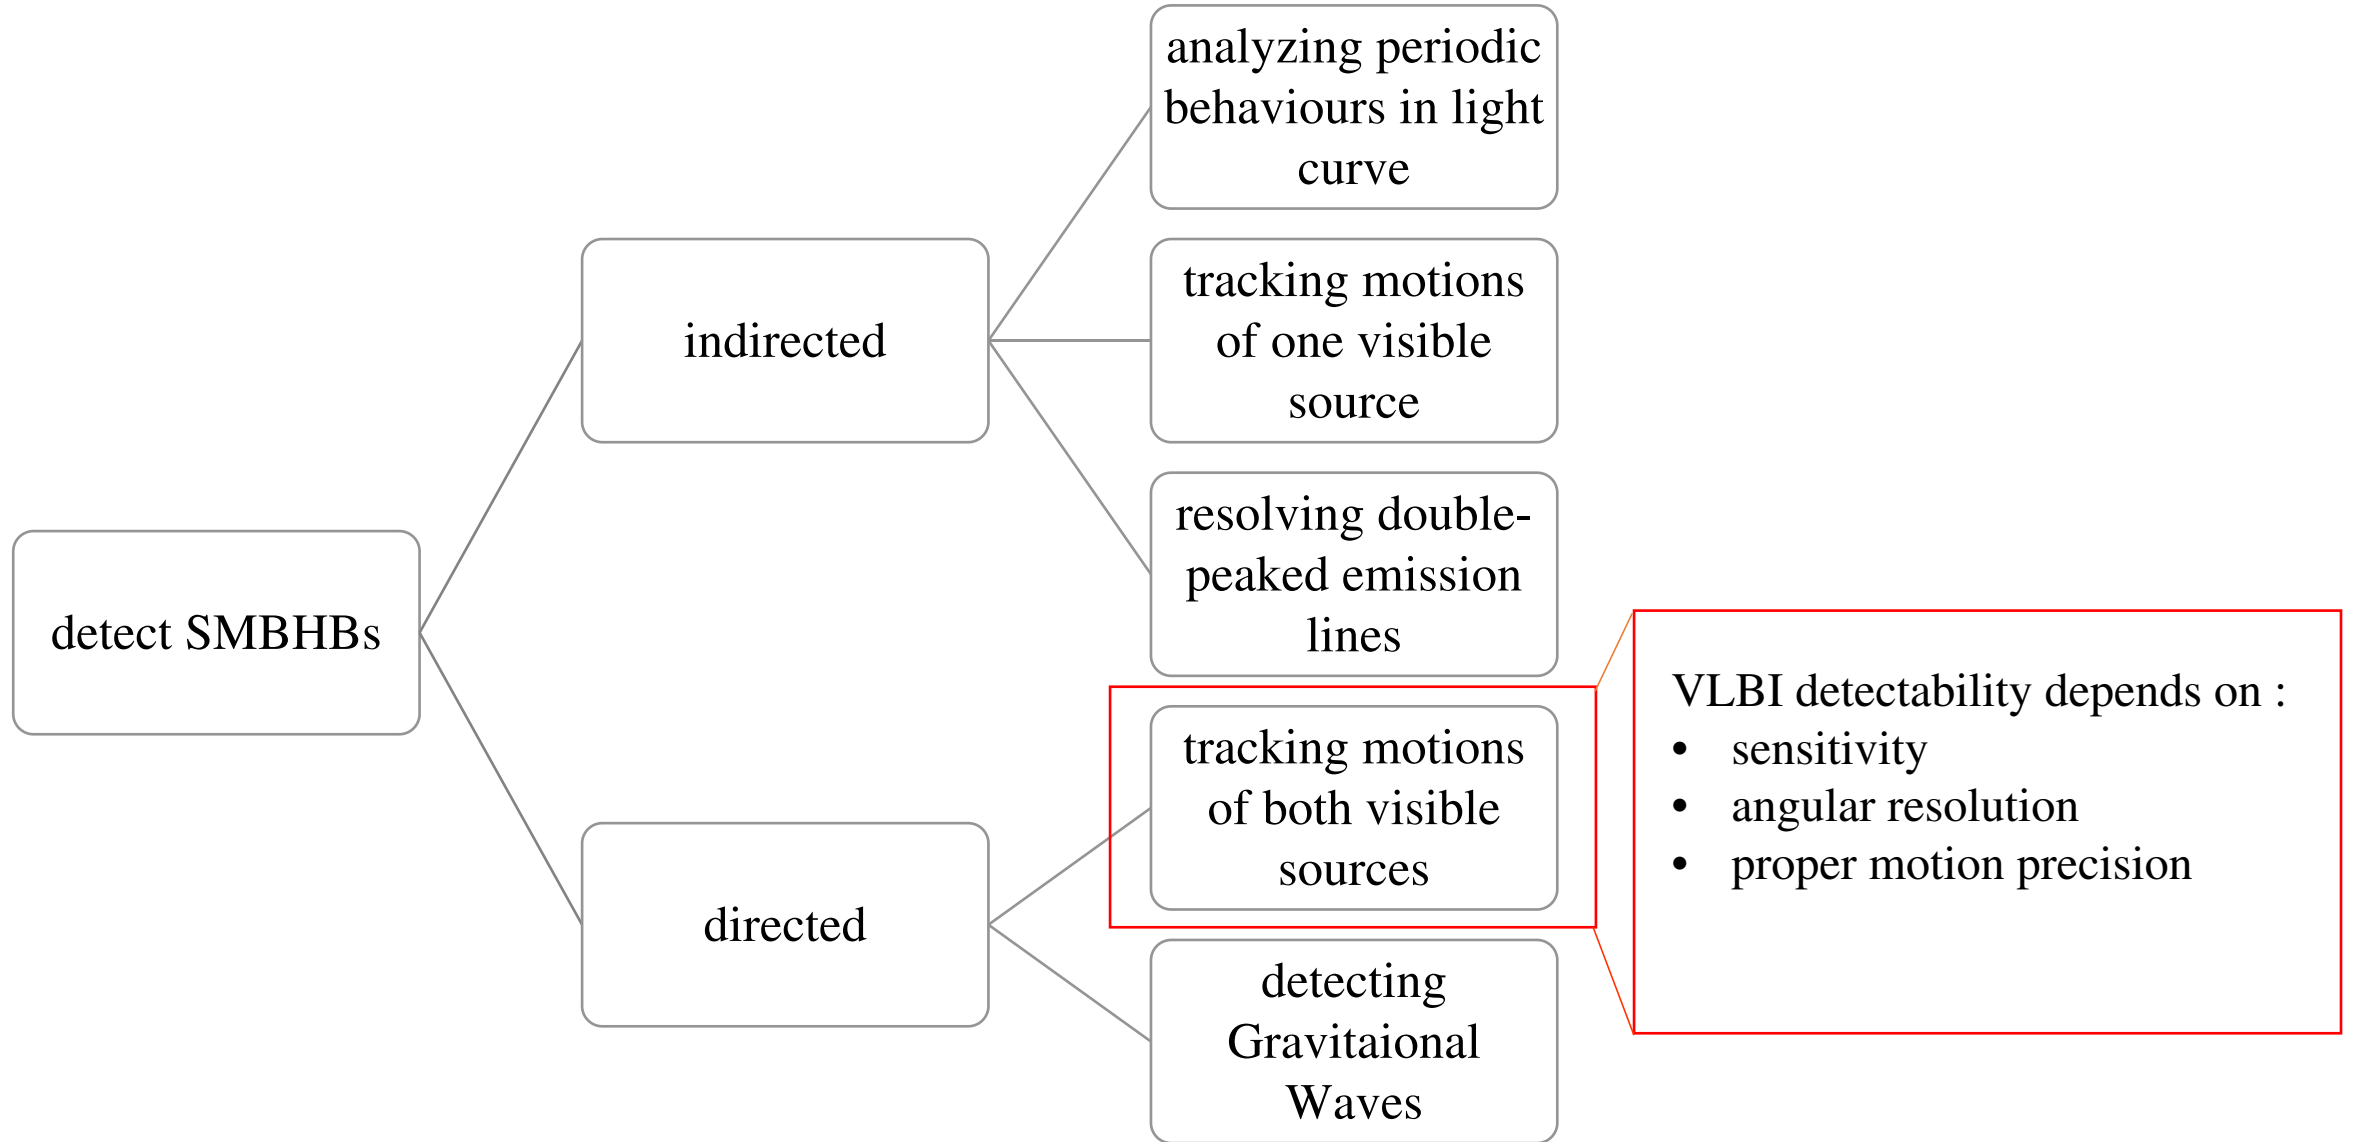 detect SMBHBs
indirected
analyzing periodic
behaviours in light
curve
tracking motions
of one visible
source
resolving double-
peaked emission
lines
directed
tracking motions
of both visible
sources
detecting
Gravitaional
Waves
VLBI detectability depends on :
• sensitivity
• angular resolution
• proper motion precision